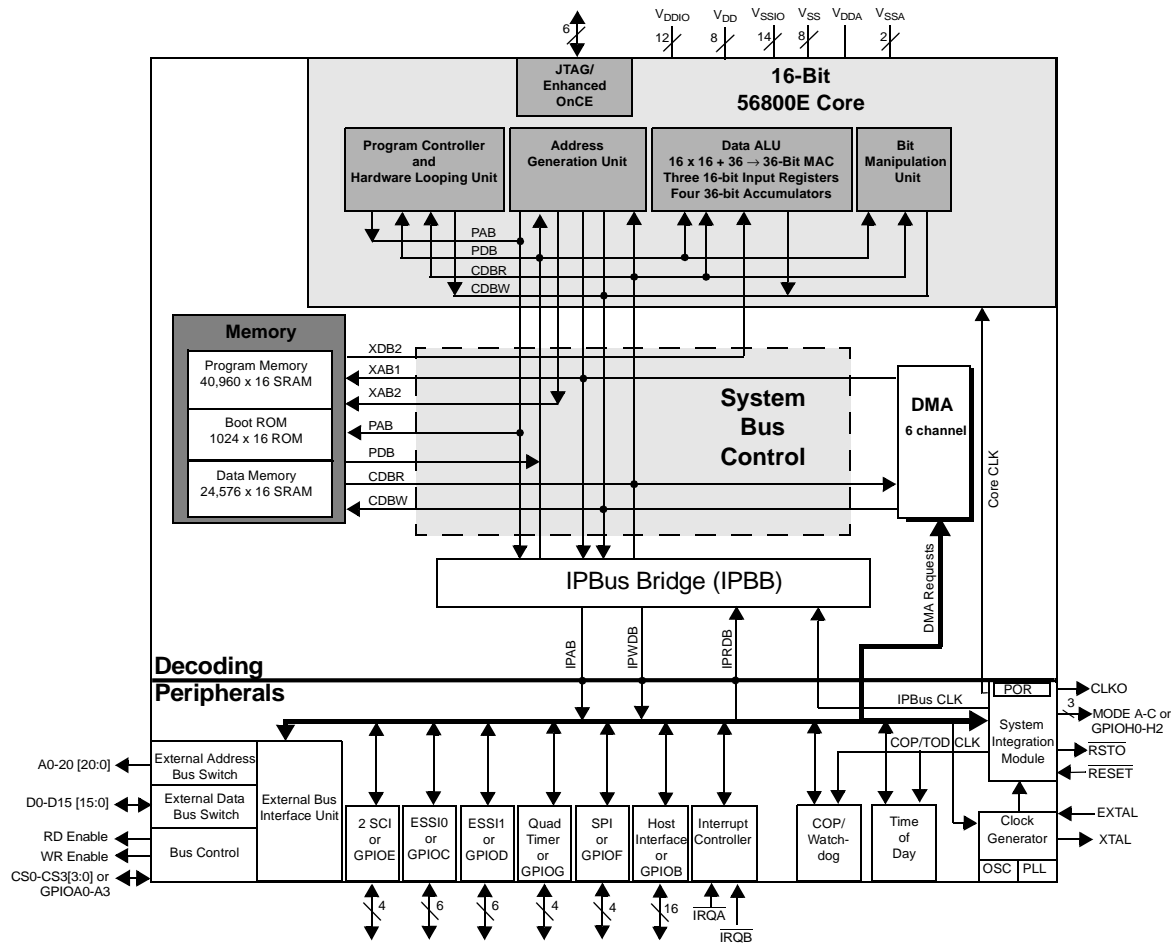 6
VDDIO
12
VDD
8
VSSIO
14
VSS
8
VDDA
VSSA
2
JTAG/
Enhanced
OnCE
16-Bit
56800E Core
Program Controller
and
Hardware Looping Unit
Address
Generation Unit
Data ALU
16 x 16 + 36 → 36-Bit MAC
Three 16-bit Input Registers
Four 36-bit Accumulators
Bit
Manipulation
Unit
PAB
PDB
CDBR
CDBW
Memory
Program Memory
40,960 x 16 SRAM
Boot ROM
1024 x 16 ROM
Data Memory
24,576 x 16 SRAM
XDB2
XAB1
XAB2
PAB
PDB
CDBR
CDBW
System
Bus
Control
DMA
6 channel
Core CLK
DMA Requests
IPBus Bridge (IPBB)
IPAB
IPWDB
IPRDB
Decoding
Peripherals
IPBus CLK
COP/TOD CLK
POR
System
Integration
Module
CLKO
3
MODE A-C or
GPIOH0-H2
RSTO
RESET
EXTAL
XTAL
Clock
Generator
OSC
PLL
A0-20 [20:0]
D0-D15 [15:0]
RD Enable
WR Enable
CS0-CS3[3:0] or
GPIOA0-A3
External Address
Bus Switch
External Data
Bus Switch
Bus Control
External Bus
Interface Unit
2 SCI
or
GPIOE
ESSI0
or
GPIOC
ESSI1
or
GPIOD
Quad
Timer
or
GPIOG
SPI
or
GPIOF
Host
Interface
or
GPIOB
Interrupt
Controller
COP/
Watch-
dog
Time
of
Day
4
6
6
4
4
16
IRQA
IRQB